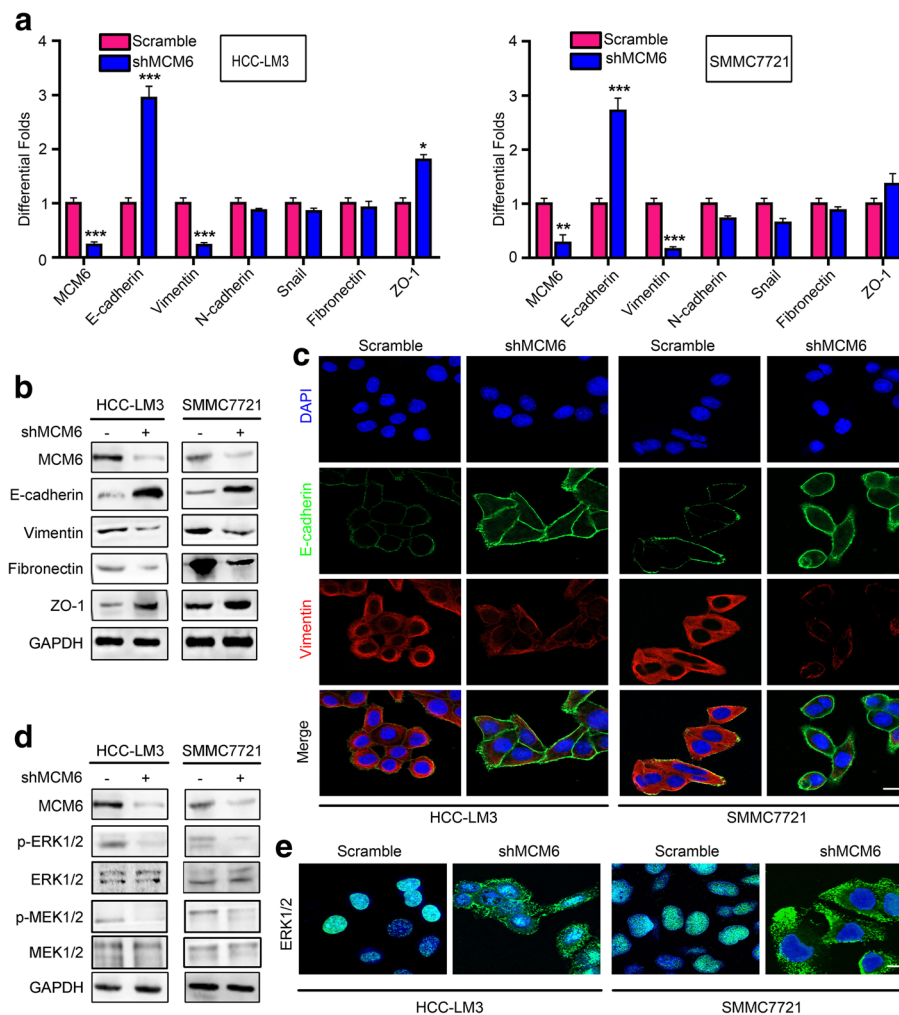 a
4
3
2
1
0
Differential Folds
Scramble
shMCM6
HCC-LM3
***
***
***
*
MCM6
E-cadherin
Vimentin
N-cadherin
Snail
Fibronectin
ZO-1
4
3
2
1
0
Differential Folds
Scramble
shMCM6
SMMC7721
**
***
***
MCM6
E-cadherin
Vimentin
N-cadherin
Snail
Fibronectin
ZO-1
b
HCC-LM3 SMMC7721
shMCM6 - + - +
MCM6
E-cadherin
Vimentin
Fibronectin
ZO-1
GAPDH
c
Scramble shMCM6 Scramble shMCM6
DAPI
E-cadherin
Vimentin
Merge
HCC-LM3 SMMC7721
d
HCC-LM3 SMMC7721
shMCM6 - + - +
MCM6
p-ERK1/2
ERK1/2
p-MEK1/2
MEK1/2
GAPDH
e
Scramble shMCM6 Scramble shMCM6
ERK1/2
HCC-LM3 SMMC7721